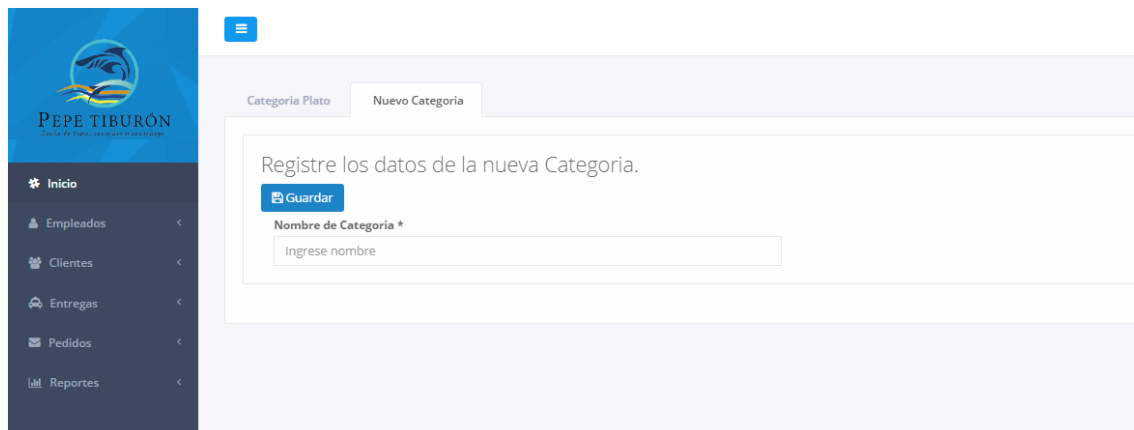 PEPE TIBURÓN
Inicio
Empleados
Clientes
Entregas
Pedidos
Reportes
Categoria Plato
Nuevo Categoria
Registre los datos de la nueva Categoria.
Guardar
Nombre de Categoria *
Ingrese nombre